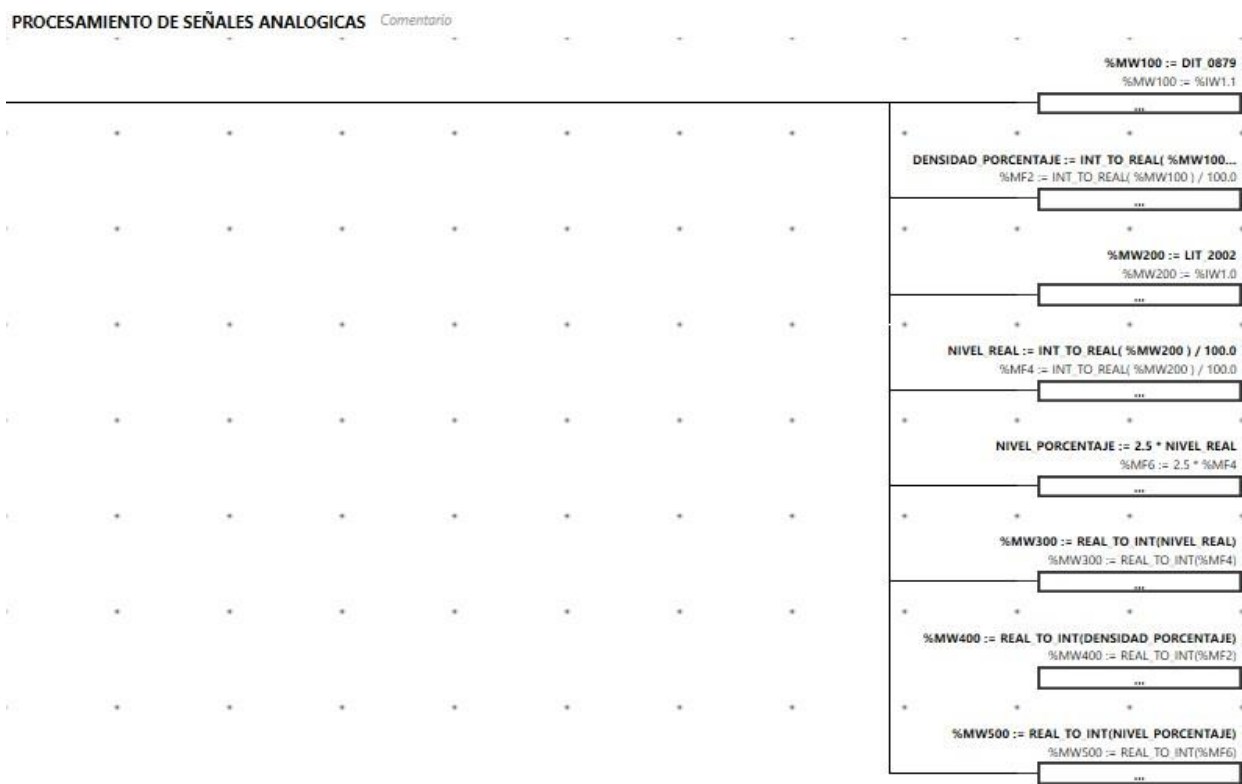 PROCESAMIENTO DE SEÑALES ANALOGICAS Comentario
%MW100 := DIT_0879
%MW100 := %IW1.1
...
DENSIDAD_PORCENTAJE := INT_TO_REAL( %MW100...
%MF2 := INT_TO_REAL( %MW100 ) / 100.0
...
%MW200 := LIT_2002
%MW200 := %IW1.0
...
NIVEL_REAL := INT_TO_REAL( %MW200 ) / 100.0
%MF4 := INT_TO_REAL( %MW200 ) / 100.0
...
NIVEL_PORCENTAJE := 2.5 * NIVEL_REAL
%MF6 := 2.5 * %MF4
...
%MW300 := REAL_TO_INT(NIVEL_REAL)
%MW300 := REAL_TO_INT(%MF4)
...
%MW400 := REAL_TO_INT(DENSIDAD_PORCENTAJE)
%MW400 := REAL_TO_INT(%MF2)
...
%MW500 := REAL_TO_INT(NIVEL_PORCENTAJE)
%MW500 := REAL_TO_INT(%MF6)
...